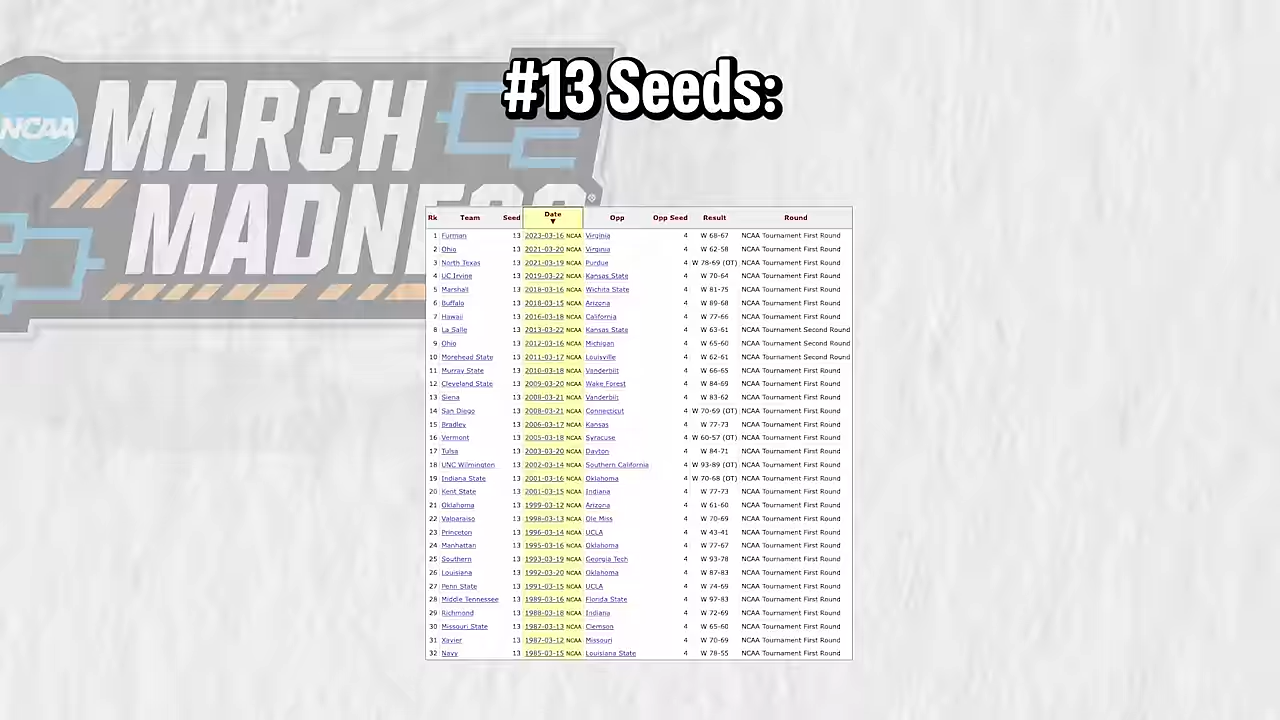 #13 Seeds:
NCAA
MARCH
MADNESS
Rk Team Seed Date ▼ Opp Opp Seed Result Round
1 Furman 13 2023-03-16 NCAA Virginia 4 W 68-67 NCAA Tournament First Round
2 Ohio 13 2021-03-20 NCAA Virginia 4 W 62-58 NCAA Tournament First Round
3 North Texas 13 2021-03-19 NCAA Purdue 4 W 78-69 (OT) NCAA Tournament First Round
4 UC Irvine 13 2019-03-22 NCAA Kansas State 4 W 70-64 NCAA Tournament First Round
5 Marshall 13 2018-03-16 NCAA Wichita State 4 W 81-75 NCAA Tournament First Round
6 Buffalo 13 2018-03-15 NCAA Arizona 4 W 89-68 NCAA Tournament First Round
7 Hawaii 13 2016-03-18 NCAA California 4 W 77-66 NCAA Tournament First Round
8 La Salle 13 2013-03-22 NCAA Kansas State 4 W 63-61 NCAA Tournament Second Round
9 Ohio 13 2012-03-16 NCAA Michigan 4 W 65-60 NCAA Tournament Second Round
10 Morehead State 13 2011-03-17 NCAA Louisville 4 W 62-61 NCAA Tournament Second Round
11 Murray State 13 2010-03-18 NCAA Vanderbilt 4 W 66-65 NCAA Tournament First Round
12 Cleveland State 13 2009-03-20 NCAA Wake Forest 4 W 84-69 NCAA Tournament First Round
13 Siena 13 2008-03-21 NCAA Vanderbilt 4 W 83-62 NCAA Tournament First Round
14 San Diego 13 2008-03-21 NCAA Connecticut 4 W 70-69 (OT) NCAA Tournament First Round
15 Bradley 13 2006-03-17 NCAA Kansas 4 W 77-73 NCAA Tournament First Round
16 Vermont 13 2005-03-18 NCAA Syracuse 4 W 60-57 (OT) NCAA Tournament First Round
17 Tulsa 13 2003-03-20 NCAA Dayton 4 W 84-71 NCAA Tournament First Round
18 UNC Wilmington 13 2002-03-14 NCAA Southern California 4 W 93-89 (OT) NCAA Tournament First Round
19 Indiana State 13 2001-03-16 NCAA Oklahoma 4 W 70-68 (OT) NCAA Tournament First Round
20 Kent State 13 2001-03-15 NCAA Indiana 4 W 77-73 NCAA Tournament First Round
21 Oklahoma 13 1999-03-12 NCAA Arizona 4 W 61-60 NCAA Tournament First Round
22 Valparaiso 13 1998-03-13 NCAA Ole Miss 4 W 70-69 NCAA Tournament First Round
23 Princeton 13 1996-03-14 NCAA UCLA 4 W 43-41 NCAA Tournament First Round
24 Manhattan 13 1995-03-16 NCAA Oklahoma 4 W 77-67 NCAA Tournament First Round
25 Southern 13 1993-03-19 NCAA Georgia Tech 4 W 93-78 NCAA Tournament First Round
26 Louisiana 13 1992-03-20 NCAA Oklahoma 4 W 87-83 NCAA Tournament First Round
27 Penn State 13 1991-03-15 NCAA UCLA 4 W 74-69 NCAA Tournament First Round
28 Middle Tennessee 13 1989-03-16 NCAA Florida State 4 W 97-83 NCAA Tournament First Round
29 Richmond 13 1988-03-18 NCAA Indiana 4 W 72-69 NCAA Tournament First Round
30 Missouri State 13 1987-03-13 NCAA Clemson 4 W 65-60 NCAA Tournament First Round
31 Xavier 13 1987-03-12 NCAA Missouri 4 W 70-69 NCAA Tournament First Round
32 Navy 13 1985-03-15 NCAA Louisiana State 4 W 78-55 NCAA Tournament First Round